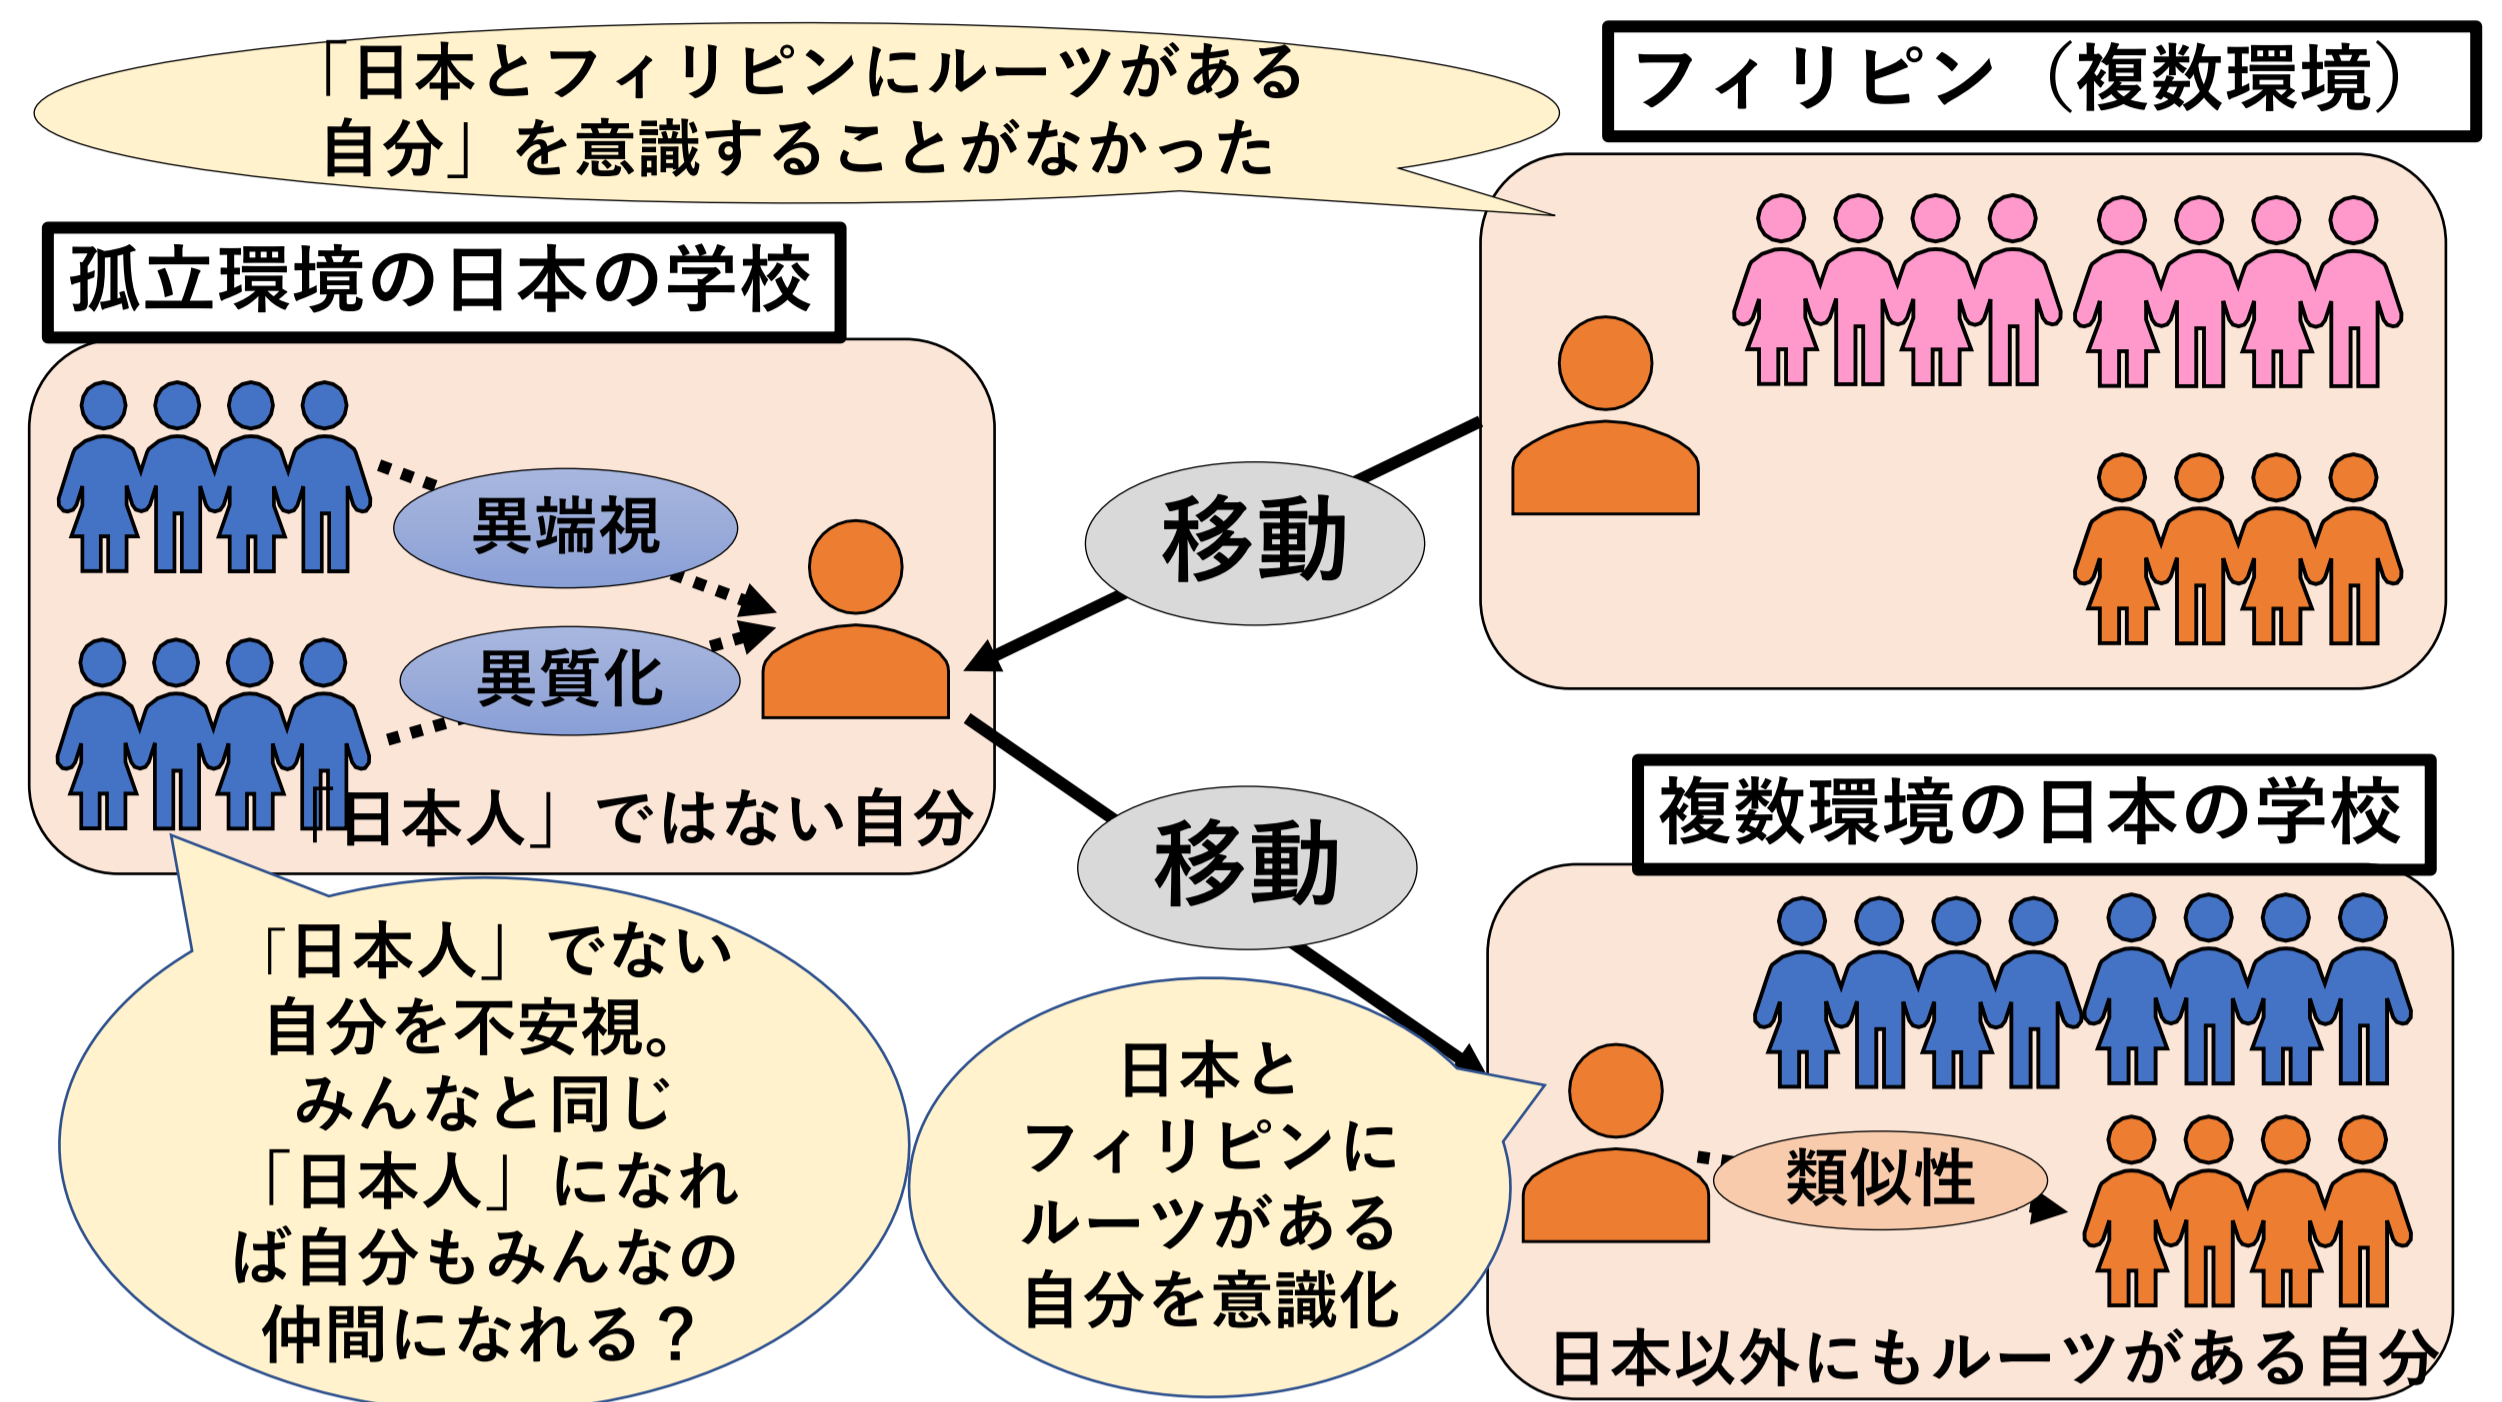 「日本とフィリピンにルーツがある
自分」を意識することがなかった
フィリピン（複数環境）
孤立環境の日本の学校
異端視
異質化
「日本人」ではない自分
移動
移動
複数環境の日本の学校
「日本人」でない
自分を不安視。
みんなと同じ
「日本人」になれ
ば自分もみんなの
仲間になれる？
日本と
フィリピンに
ルーツがある
自分を意識化
類似性
日本以外にもルーツがある自分